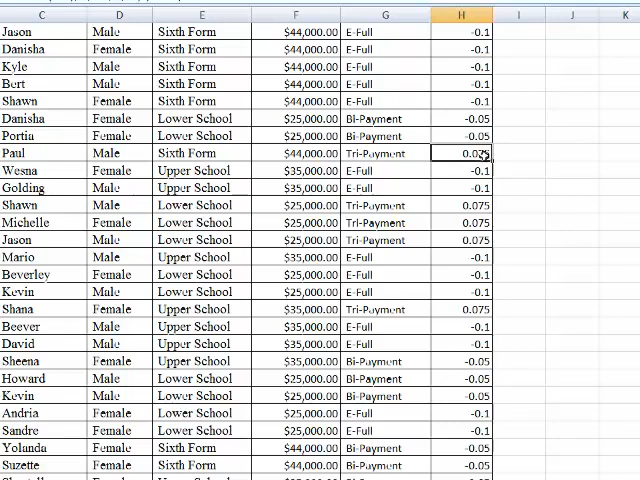 C D E F G H I J K
Jason Male Sixth Form $44,000.00 E-Full -0.1
Danisha Female Sixth Form $44,000.00 E-Full -0.1
Kyle Male Sixth Form $44,000.00 E-Full -0.1
Bert Male Sixth Form $44,000.00 E-Full -0.1
Shawn Female Sixth Form $44,000.00 E-Full -0.1
Danisha Female Lower School $25,000.00 Bi-Payment -0.05
Portia Female Lower School $25,000.00 Bi-Payment -0.05
Paul Male Sixth Form $44,000.00 Tri-Payment 0.075
Wesna Female Upper School $35,000.00 E-Full -0.1
Golding Male Upper School $35,000.00 E-Full -0.1
Shawn Male Lower School $25,000.00 Tri-Payment 0.075
Michelle Female Lower School $25,000.00 Tri-Payment 0.075
Jason Male Lower School $25,000.00 Tri-Payment 0.075
Mario Male Upper School $35,000.00 E-Full -0.1
Beverley Female Lower School $25,000.00 E-Full -0.1
Kevin Male Lower School $25,000.00 E-Full -0.1
Shana Female Upper School $35,000.00 Tri-Payment 0.075
Beever Male Upper School $35,000.00 E-Full -0.1
David Male Upper School $35,000.00 E-Full -0.1
Sheena Female Upper School $35,000.00 Bi-Payment -0.05
Howard Male Lower School $25,000.00 Bi-Payment -0.05
Kevin Male Lower School $25,000.00 Bi-Payment -0.05
Andria Female Lower School $25,000.00 E-Full -0.1
Sandre Female Lower School $25,000.00 E-Full -0.1
Yolanda Female Sixth Form $44,000.00 Bi-Payment -0.05
Suzette Female Sixth Form $44,000.00 Bi-Payment -0.05